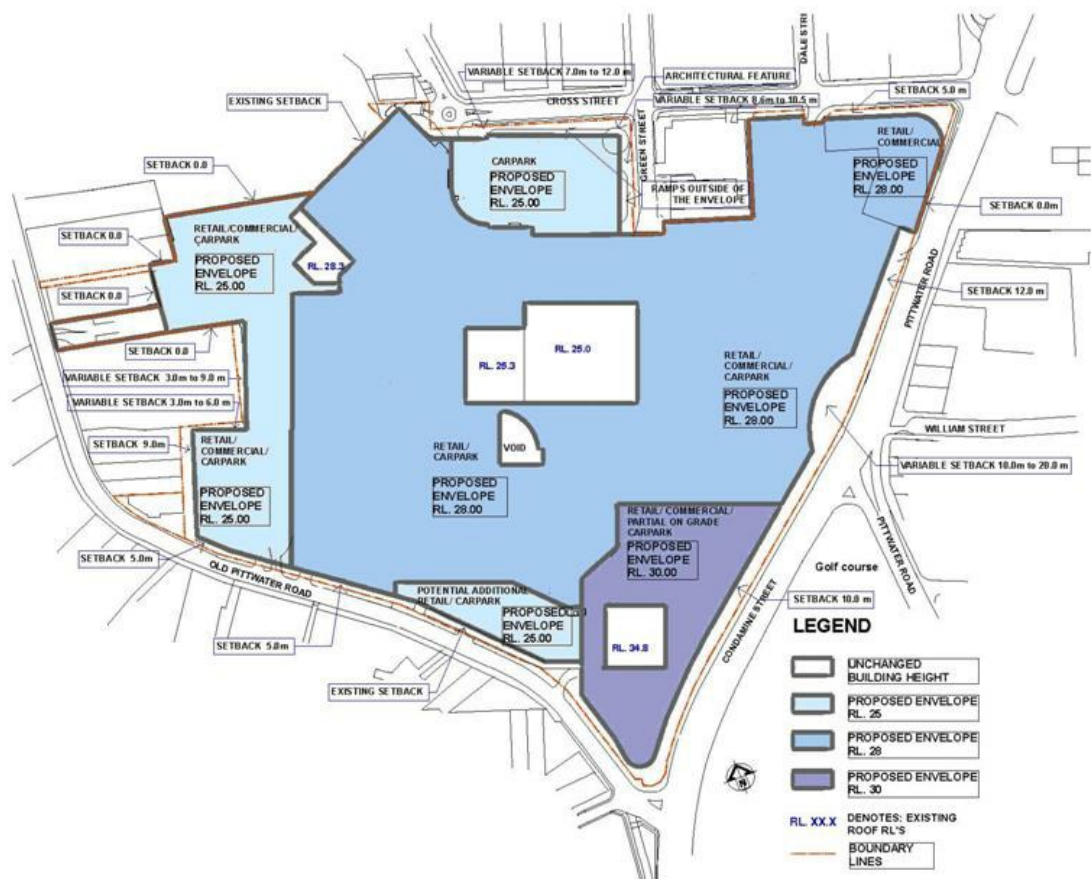 VARIABLE SETBACK 7.0m to 12.0 m
ARCHITECTURAL FEATURE
DALE STRE
EXISTING SETBACK
CROSS STREET
VARIABLE SETBACK 8.6m to 10.5 m
SETBACK 5.0 m
GREEN STREET
RETAIL/
COMMERCIAL
PROPOSED
ENVELOPE
RL. 28.00
CARPARK
PROPOSED
ENVELOPE
RL. 25.00
RAMPS OUTSIDE OF
THE ENVELOPE
SETBACK 0.0
SETBACK 0.0m
SETBACK 0.0
RETAIL/COMMERCIAL/
CARPARK
PROPOSED
ENVELOPE
RL. 25.00
RL. 28.3
PITTWATER ROAD
SETBACK 12.0 m
SETBACK 0.0
SETBACK 0.0
RL. 25.3
RL. 25.0
VARIABLE SETBACK 3.0m to 9.0 m
VARIABLE SETBACK 3.0m to 6.0 m
RETAIL/
COMMERCIAL/
CARPARK
PROPOSED
ENVELOPE
RL. 28.00
WILLIAM STREET
SETBACK 9.0m
RETAIL/
COMMERCIAL/
CARPARK
PROPOSED
ENVELOPE
RL. 25.00
VOID
RETAIL/
CARPARK
PROPOSED
ENVELOPE
RL. 28.00
VARIABLE SETBACK 10.0m to 20.0 m
RETAIL/ COMMERCIAL/
PARTIAL ON GRADE
CARPARK
PROPOSED
ENVELOPE
RL. 30.00
PITTWATER ROAD
SETBACK 5.0m
OLD PITTWATER ROAD
Golf course
POTENTIAL ADDITIONAL
RETAIL/ CARPARK
PROPOSED
ENVELOPE
RL. 25.00
SETBACK 10.0 m
CONDAMINE STREET
SETBACK 5.0m
RL. 34.8
EXISTING SETBACK
LEGEND
UNCHANGED
BUILDING HEIGHT
PROPOSED ENVELOPE
RL. 25
PROPOSED ENVELOPE
RL. 28
PROPOSED ENVELOPE
RL. 30
N
RL. XX.X DENOTES: EXISTING
ROOF RL'S
BOUNDARY
LINES